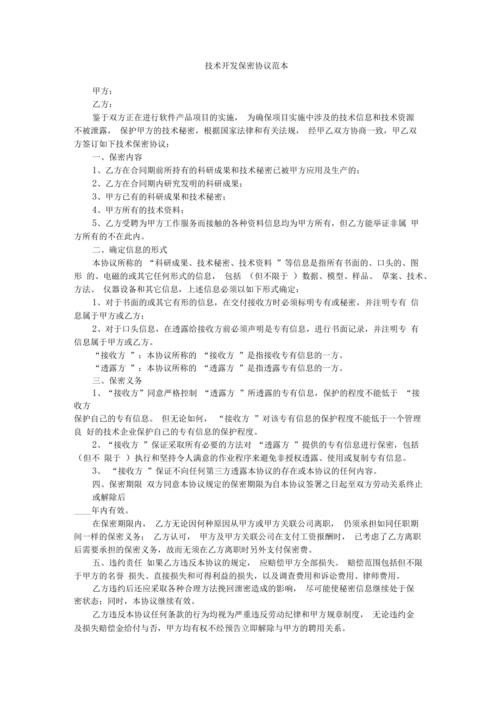 技术开发保密协议范本
甲方：
乙方：
鉴于双方正在进行软件产品项目的实施， 为确保项目实施中涉及的技术信息和技术资源
不被泄露， 保护甲方的技术秘密，根据国家法律和有关法规， 经甲乙双方协商一致，甲乙双
方签订如下技术保密协议：
一、保密内容
1、乙方在合同期前所持有的科研成果和技术秘密已被甲方应用及生产的；
2、乙方在合同期内研究发明的科研成果；
3、甲方已有的科研成果和技术秘密；
4、甲方所有的技术资料；
5、乙方受聘为甲方工作服务而接触的各种资料信息均为甲方所有，但乙方能举证非属 甲
方所有的不在此内。
二、确定信息的形式
本协议所称的 “科研成果、技术秘密、技术资料 ”等信息是指所有书面的、口头的、图
形 的、电磁的或其它任何形式的信息， 包括 （但不限于 ）数据、模型、样品、 草案、技术、
方法、 仪器设备和其它信息，上述信息必须以如下形式确定：
1、对于书面的或其它有形的信息，在交付接收方时必须标明专有或秘密，并注明专有 信
息属于甲方或乙方；
2、对于口头信息，在透露给接收方前必须声明是专有信息，进行书面记录，并注明专 有
信息属于甲方或乙方。
“接收方 ”：本协议所称的 “接收方 ”是指接收专有信息的一方。
“透露方 ”：本协议所称的 “透露方 ”是指透露专有信息的一方。
三、保密义务
1、“接收方”同意严格控制 “透露方 ”所透露的专有信息，保护的程度不能低于 “接
收方
保护自己的专有信息。 但无论如何， “接收方 ”对该专有信息的保护程度不能低于一个管理
良 好的技术企业保护自己的专有信息的保护程度。
2、“接收方 ”保证采取所有必要的方法对 “透露方 ”提供的专有信息进行保密，包括
（但不 限于 ）执行和坚持令人满意的作业程序来避免非授权透露、使用或复制专有信息。
3、 “接收方 ”保证不向任何第三方透露本协议的存在或本协议的任何内容。
四、保密期限 双方同意本协议规定的保密期限为自本协议签署之日起至双方劳动关系终止
或解除后
____年内有效。
在保密期限内， 乙方无论因何种原因从甲方或甲方关联公司离职， 仍须承担如同任职期
间一样的保密义务； 乙方认可， 甲方及甲方关联公司在支付工资报酬时， 已考虑了乙方离职
后需要承担的保密义务，故而无须在乙方离职时另外支付保密费。
五、违约责任 如果乙方违反本协议的规定， 应赔偿甲方全部损失。 赔偿范围包括但不限
于甲方的名誉 损失、直接损失和可得利益的损失，以及调查费用和诉讼费用、律师费用。
乙方违约后还应采取各种合理方法挽回泄密造成的影响， 尽可能使秘密信息继续处于保
密状态；同时，本协议继续有效。
乙方违反本协议任何条款的行为均视为严重违反劳动纪律和甲方规章制度， 无论违约金
及损失赔偿金给付与否，甲方均有权不经预告立即解除与甲方的聘用关系。